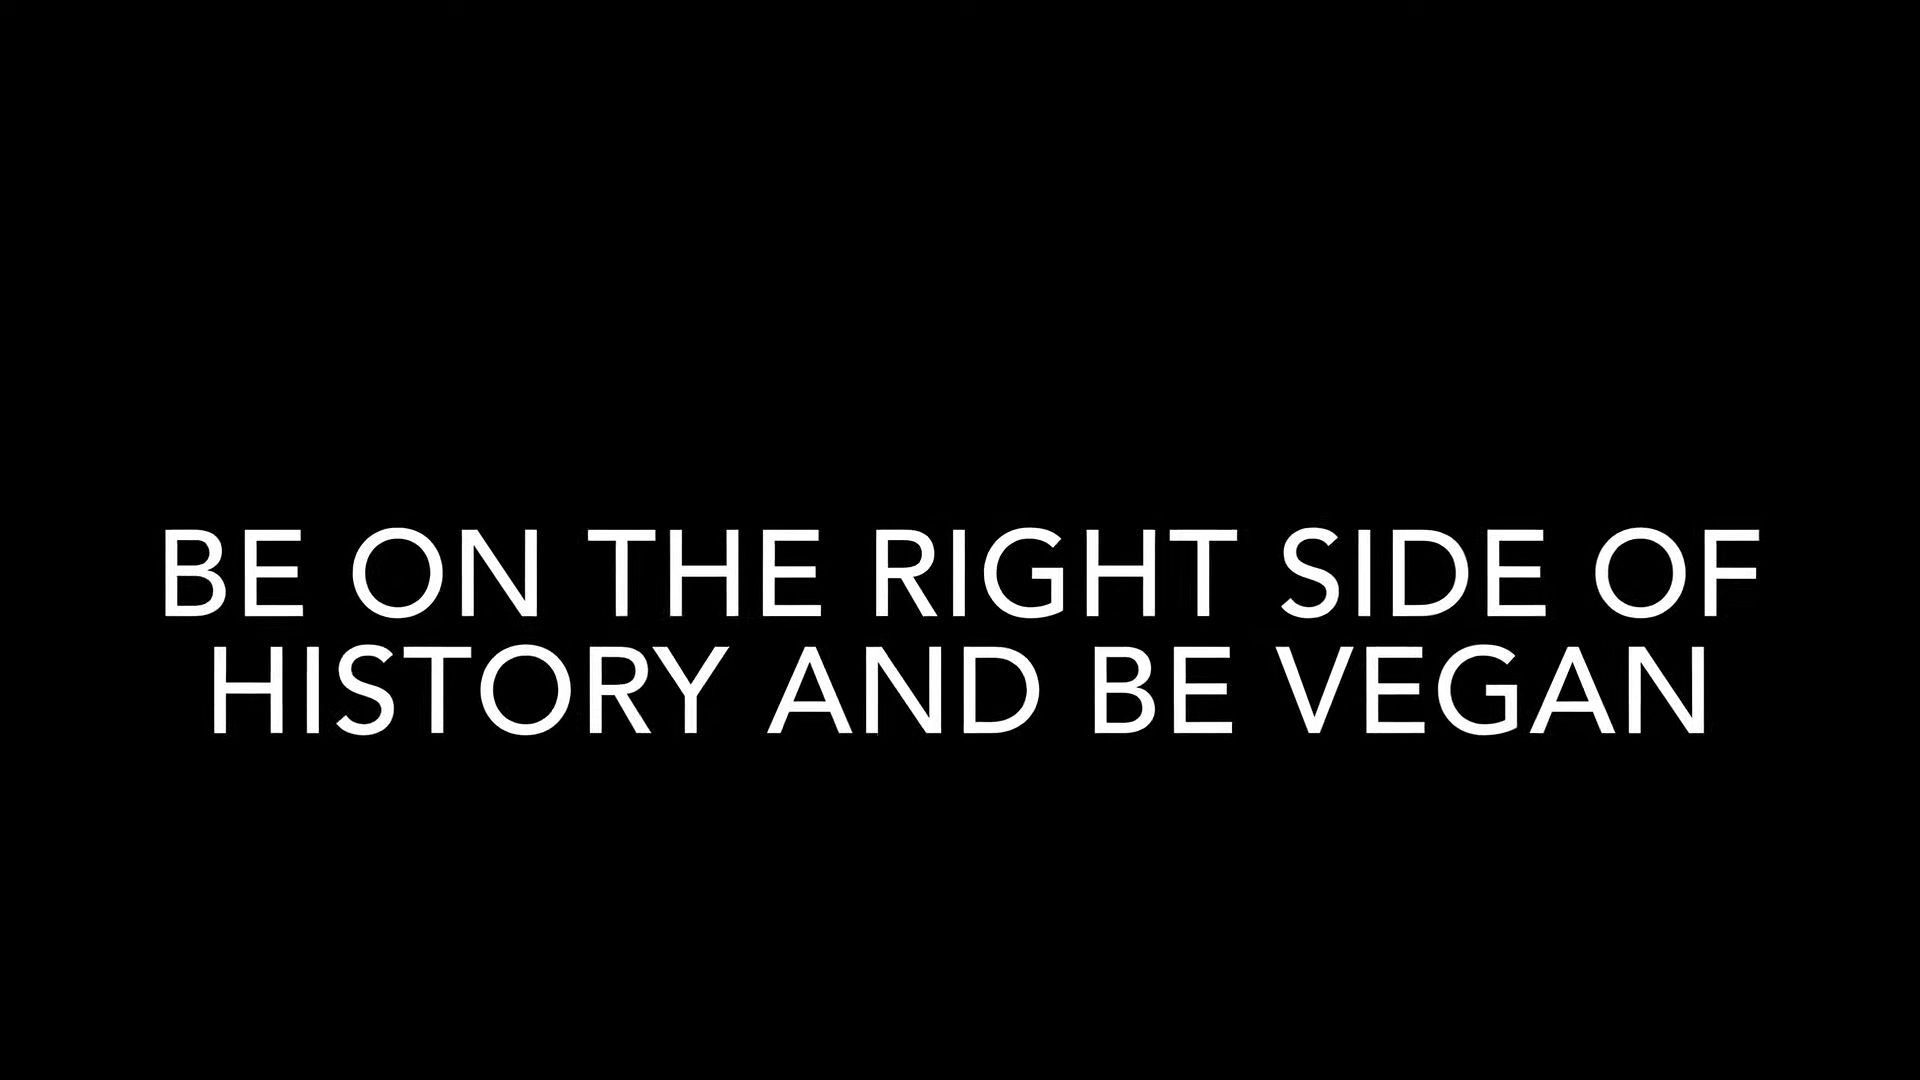 BE ON THE RIGHT SIDE OF
HISTORY AND BE VEGAN